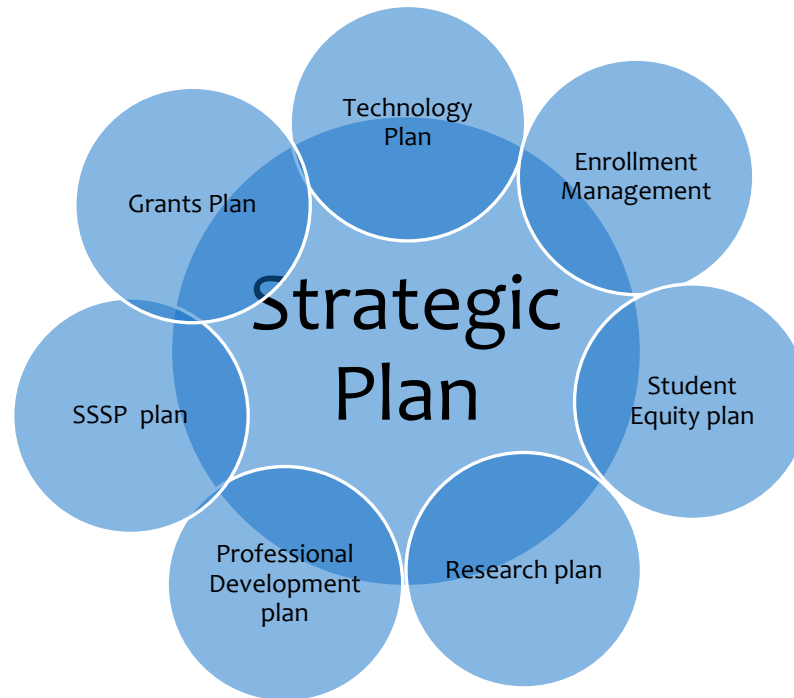 Technology
Plan
Enrollment
Management
Grants Plan
Strategic
Plan
Student
Equity plan
SSSP  plan
Professional
Development
plan
Research plan